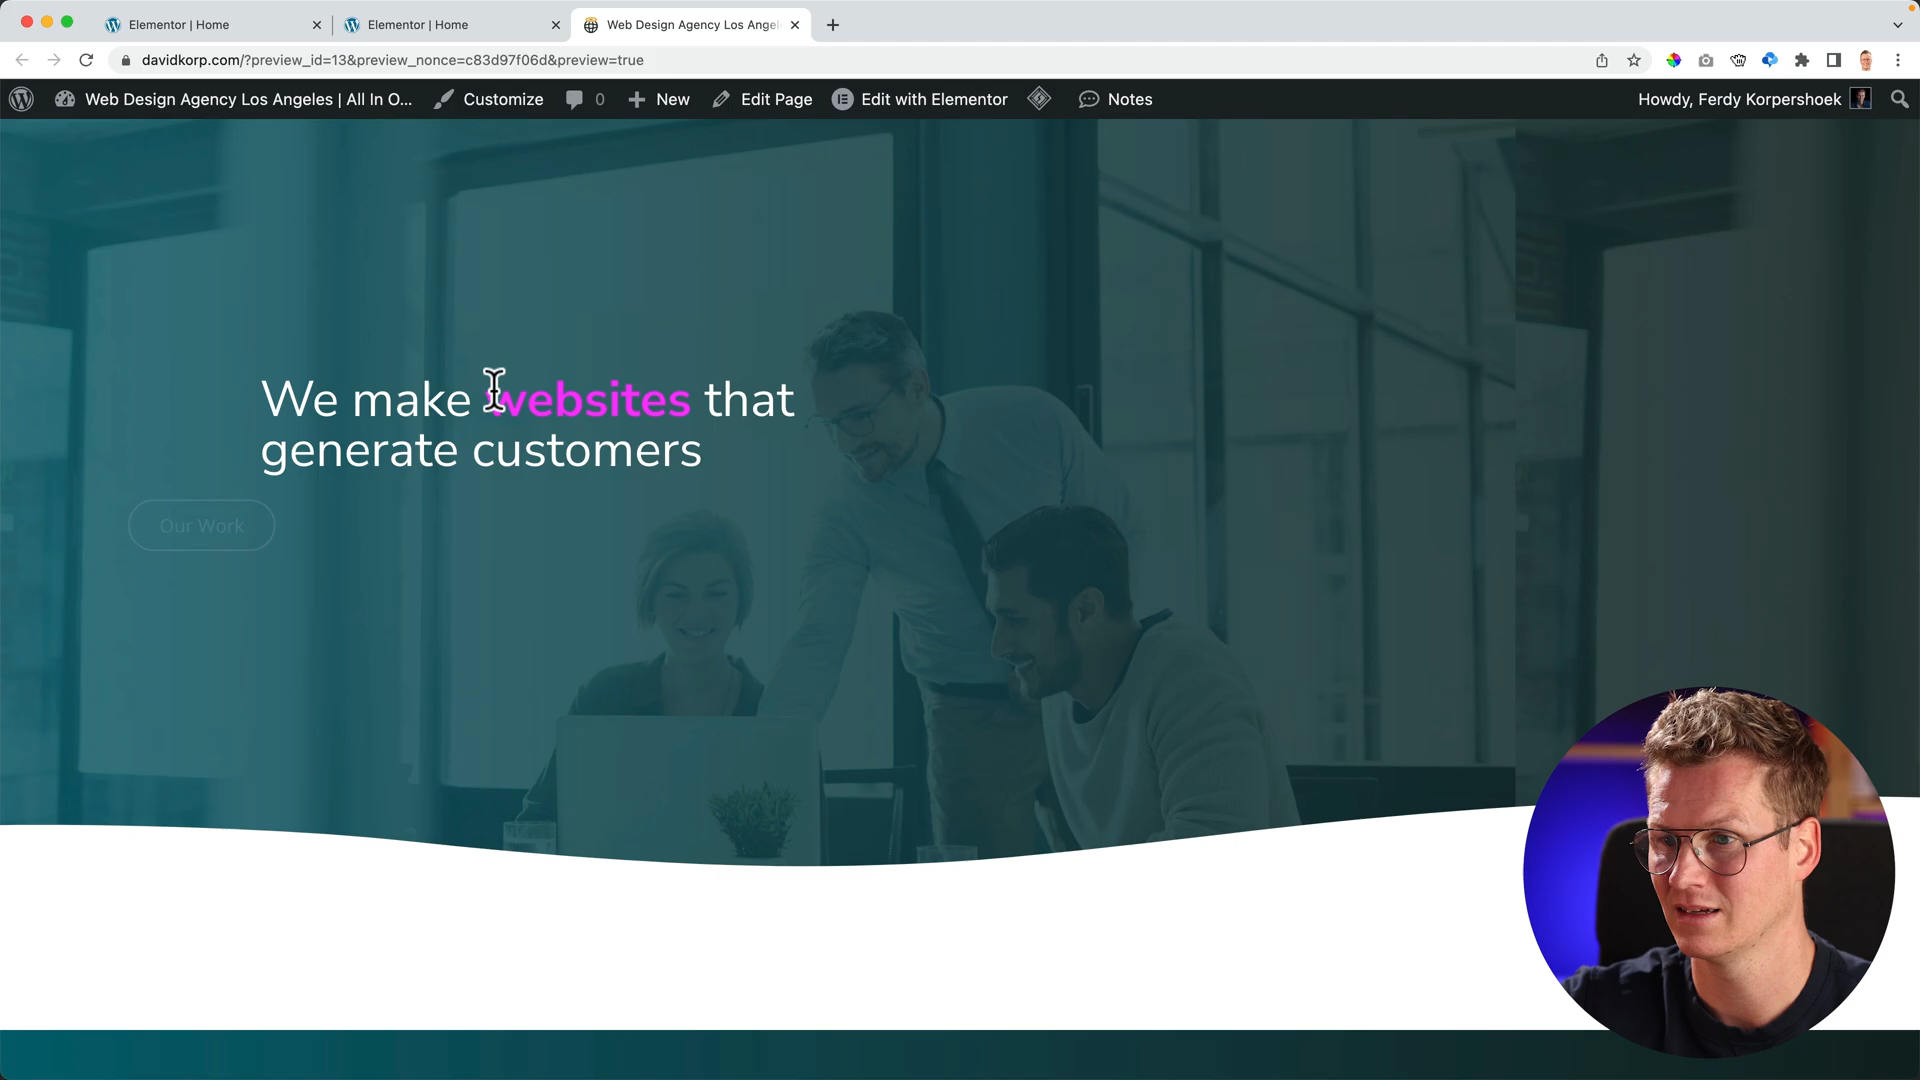 Elementor | Home
Elementor | Home
Web Design Agency Los Angele
davidkorp.com/?preview_id=13&preview_nonce=c83d97f06d&preview=true
Web Design Agency Los Angeles | All In O...
Customize
0
New
Edit Page
Edit with Elementor
Notes
Howdy, Ferdy Korpershoek
We make websites that
generate customers
Our Work